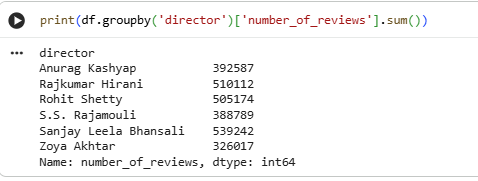 print(df.groupby('director')['number_of_reviews'].sum())
director
Anurag Kashyap 392587
Rajkumar Hirani 510112
Rohit Shetty 505174
S.S. Rajamouli 388789
Sanjay Leela Bhansali 539242
Zoya Akhtar 326017
Name: number_of_reviews, dtype: int64